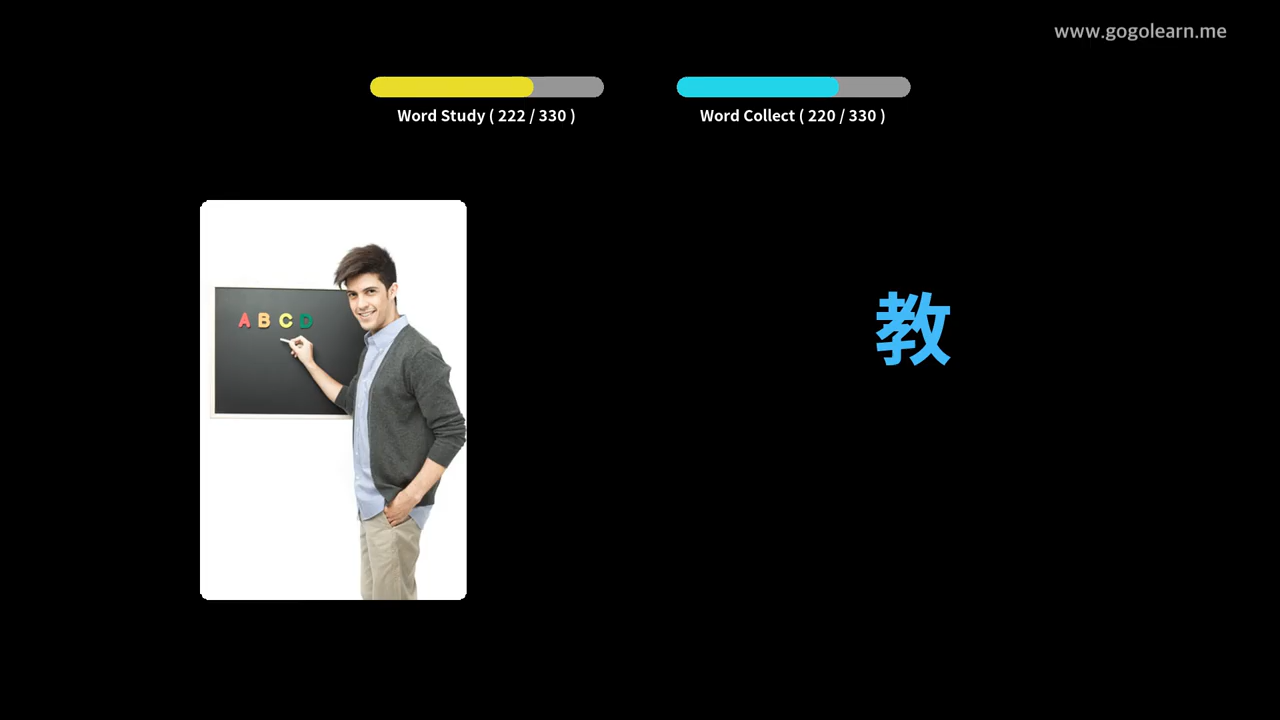 www.gogolearn.me
Word Study ( 222 / 330 )
Word Collect ( 220 / 330 )
A B C D
教